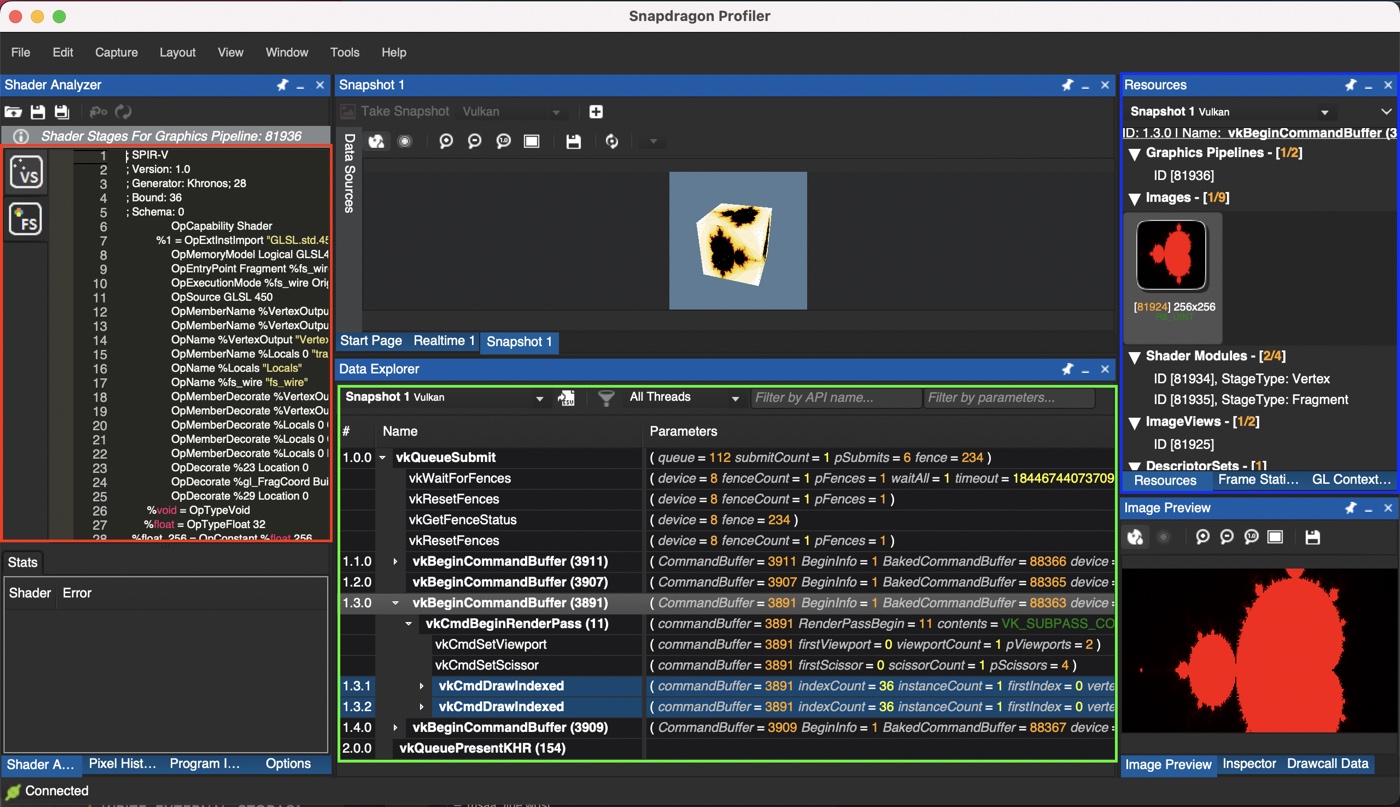 Snapdragon Profiler
File Edit Capture Layout View Window Tools Help
Shader Analyzer
Shader Stages For Graphics Pipeline: 81936
VS
FS
1 ; SPIR-V
2 ; Version: 1.0
3 ; Generator: Khronos; 28
4 ; Bound: 36
5 ; Schema: 0
6 OpCapability Shader
7 %1 = OpExtInstImport "GLSL.std.45
8 OpMemoryModel Logical GLSL4
9 OpEntryPoint Fragment %fs_wir
10 OpExecutionMode %fs_wire Ori
11 OpSource GLSL 450
12 OpMemberName %VertexOutpu
13 OpMemberName %VertexOutpu
14 OpName %VertexOutput "Vertex
15 OpMemberName %Locals 0 "tra
16 OpName %Locals "Locals"
17 OpName %fs_wire "fs_wire"
18 OpMemberDecorate %VertexOu
19 OpMemberDecorate %VertexOu
20 OpMemberDecorate %Locals 0
21 OpMemberDecorate %Locals 0
22 OpMemberDecorate %Locals 0
23 OpDecorate %23 Location 0
24 OpDecorate %gl_FragCoord Bui
25 OpDecorate %29 Location 0
26 %void = OpTypeVoid
27 %float = OpTypeFloat 32
28 %float_256 = OpConstant %float 256
Stats
Shader Error
Shader A... Pixel Hist... Program I... Options
Connected
Snapshot 1
Take Snapshot Vulkan
Data Sources
1.0
Start Page Realtime 1 Snapshot 1
Data Explorer
Snapshot 1 Vulkan CSV All Threads Filter by API name... Filter by parameters...
# Name Parameters
1.0.0 vkQueueSubmit ( queue = 112 submitCount = 1 pSubmits = 6 fence = 234 )
vkWaitForFences ( device = 8 fenceCount = 1 pFences = 1 waitAll = 1 timeout = 18446744073709
vkResetFences ( device = 8 fenceCount = 1 pFences = 1 )
vkGetFenceStatus ( device = 8 fence = 234 )
vkResetFences ( device = 8 fenceCount = 1 pFences = 1 )
1.1.0 vkBeginCommandBuffer (3911) ( CommandBuffer = 3911 BeginInfo = 1 BakedCommandBuffer = 88366 device =
1.2.0 vkBeginCommandBuffer (3907) ( CommandBuffer = 3907 BeginInfo = 1 BakedCommandBuffer = 88365 device =
1.3.0 vkBeginCommandBuffer (3891) ( CommandBuffer = 3891 BeginInfo = 1 BakedCommandBuffer = 88363 device =
vkCmdBeginRenderPass (11) ( commandBuffer = 3891 RenderPassBegin = 11 contents = VK_SUBPASS_CO
vkCmdSetViewport ( commandBuffer = 3891 firstViewport = 0 viewportCount = 1 pViewports = 2 )
vkCmdSetScissor ( commandBuffer = 3891 firstScissor = 0 scissorCount = 1 pScissors = 4 )
1.3.1 vkCmdDrawIndexed ( commandBuffer = 3891 indexCount = 36 instanceCount = 1 firstIndex = 0 verte
1.3.2 vkCmdDrawIndexed ( commandBuffer = 3891 indexCount = 36 instanceCount = 1 firstIndex = 0 verte
1.4.0 vkBeginCommandBuffer (3909) ( CommandBuffer = 3909 BeginInfo = 1 BakedCommandBuffer = 88367 device =
2.0.0 vkQueuePresentKHR (154)
Resources
Snapshot 1 Vulkan
ID: 1.3.0 | Name: vkBeginCommandBuffer (3
Graphics Pipelines - [1/2]
ID [81936]
Images - [1/9]
[81924] 256x256
Shader Modules - [2/4]
ID [81934], StageType: Vertex
ID [81935], StageType: Fragment
ImageViews - [1/2]
ID [81925]
DescriptorSets - [1]
Resources Frame Stati... GL Context...
Image Preview
1.0
Image Preview Inspector Drawcall Data